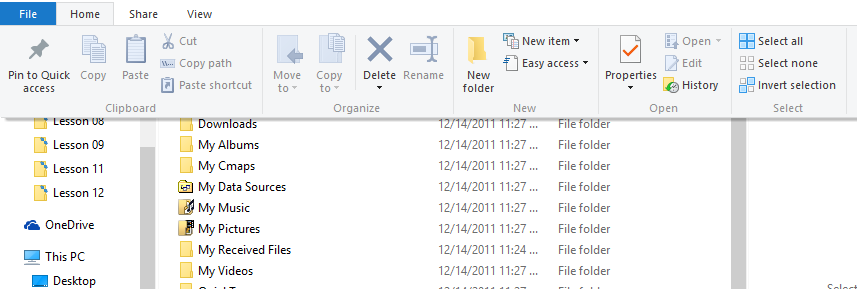 File Home Share View
Pin to Quick access
Copy
Paste
Cut
Copy path
Paste shortcut
Clipboard
Move to
Copy to
Delete
Rename
Organize
New folder
New item
Easy access
New
Properties
Open
Edit
History
Open
Select all
Select none
Invert selection
Select
Lesson 08
Lesson 09
Lesson 11
Lesson 12
OneDrive
This PC
Desktop
Downloads 12/14/2011 11:27 ... File folder
My Albums 12/14/2011 11:27 ... File folder
My Cmaps 12/14/2011 11:27 ... File folder
My Data Sources 12/14/2011 11:27 ... File folder
My Music 12/14/2011 11:27 ... File folder
My Pictures 12/14/2011 11:27 ... File folder
My Received Files 12/14/2011 11:24 ... File folder
My Videos 12/14/2011 11:27 ... File folder